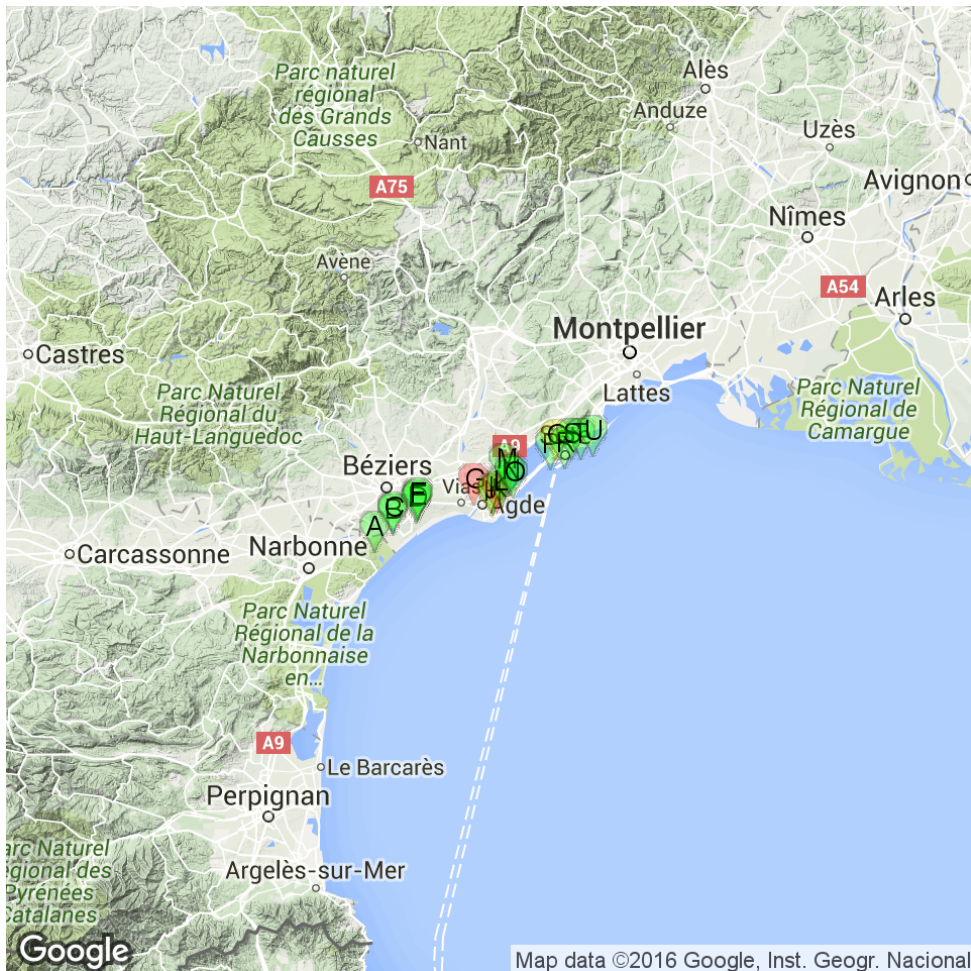 Parc naturel
régional
des Grands
Causses
Alès
Anduze
Nant
Uzès
A75
Avignon
Nîmes
Avène
A54
Arles
Montpellier
Castres
Lattes
Parc Naturel
Régional du
Haut-Languedoc
Parc Naturel
Régional de
Camargue
A9
S
U
M
O
Béziers
G
L
Vias
Agde
E
A
Carcassonne
Narbonne
Parc Naturel
Régional de la
Narbonnaise
en...
A9
Le Barcarès
Perpignan
arc Naturel
égional des
Pyrénées
Catalanes
Argelès-sur-Mer
Google
Map data ©2016 Google, Inst. Geogr. Nacional